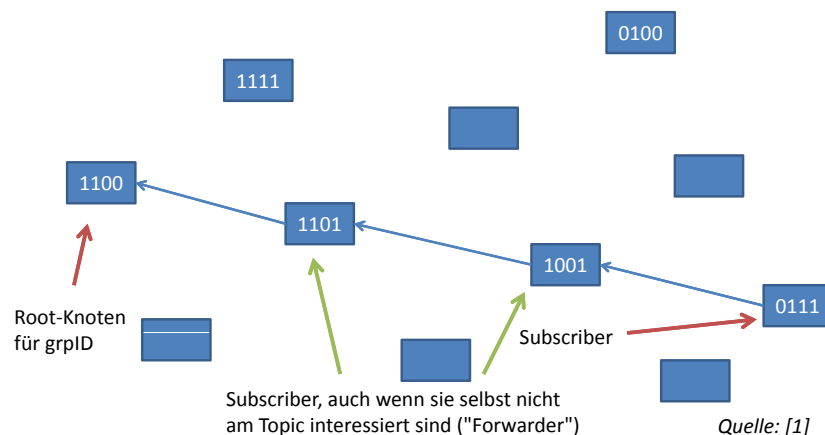 0100
1111
1100
1101
1001
0111
Root-Knoten
für grpID
Subscriber
Subscriber, auch wenn sie selbst nicht
am Topic interessiert sind ("Forwarder")
Quelle: [1]